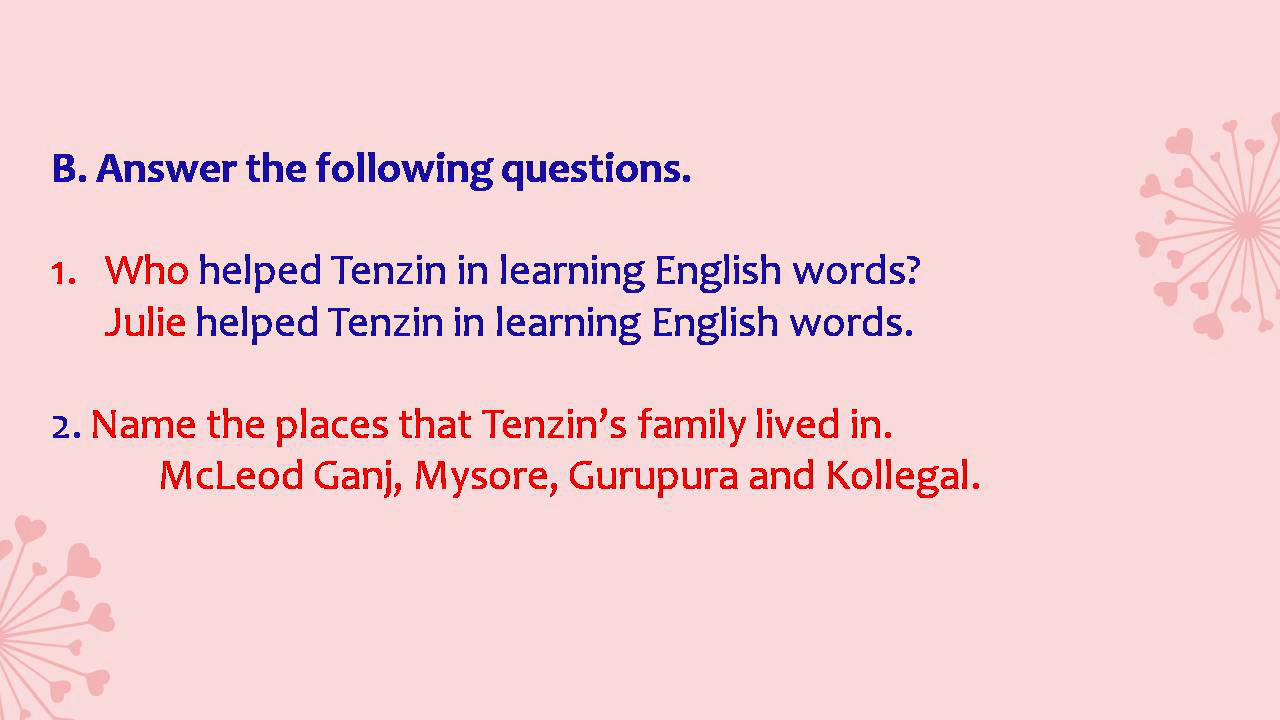 B. Answer the following questions.
1. Who helped Tenzin in learning English words?
Julie helped Tenzin in learning English words.
2. Name the places that Tenzin’s family lived in.
McLeod Ganj, Mysore, Gurupura and Kollegal.